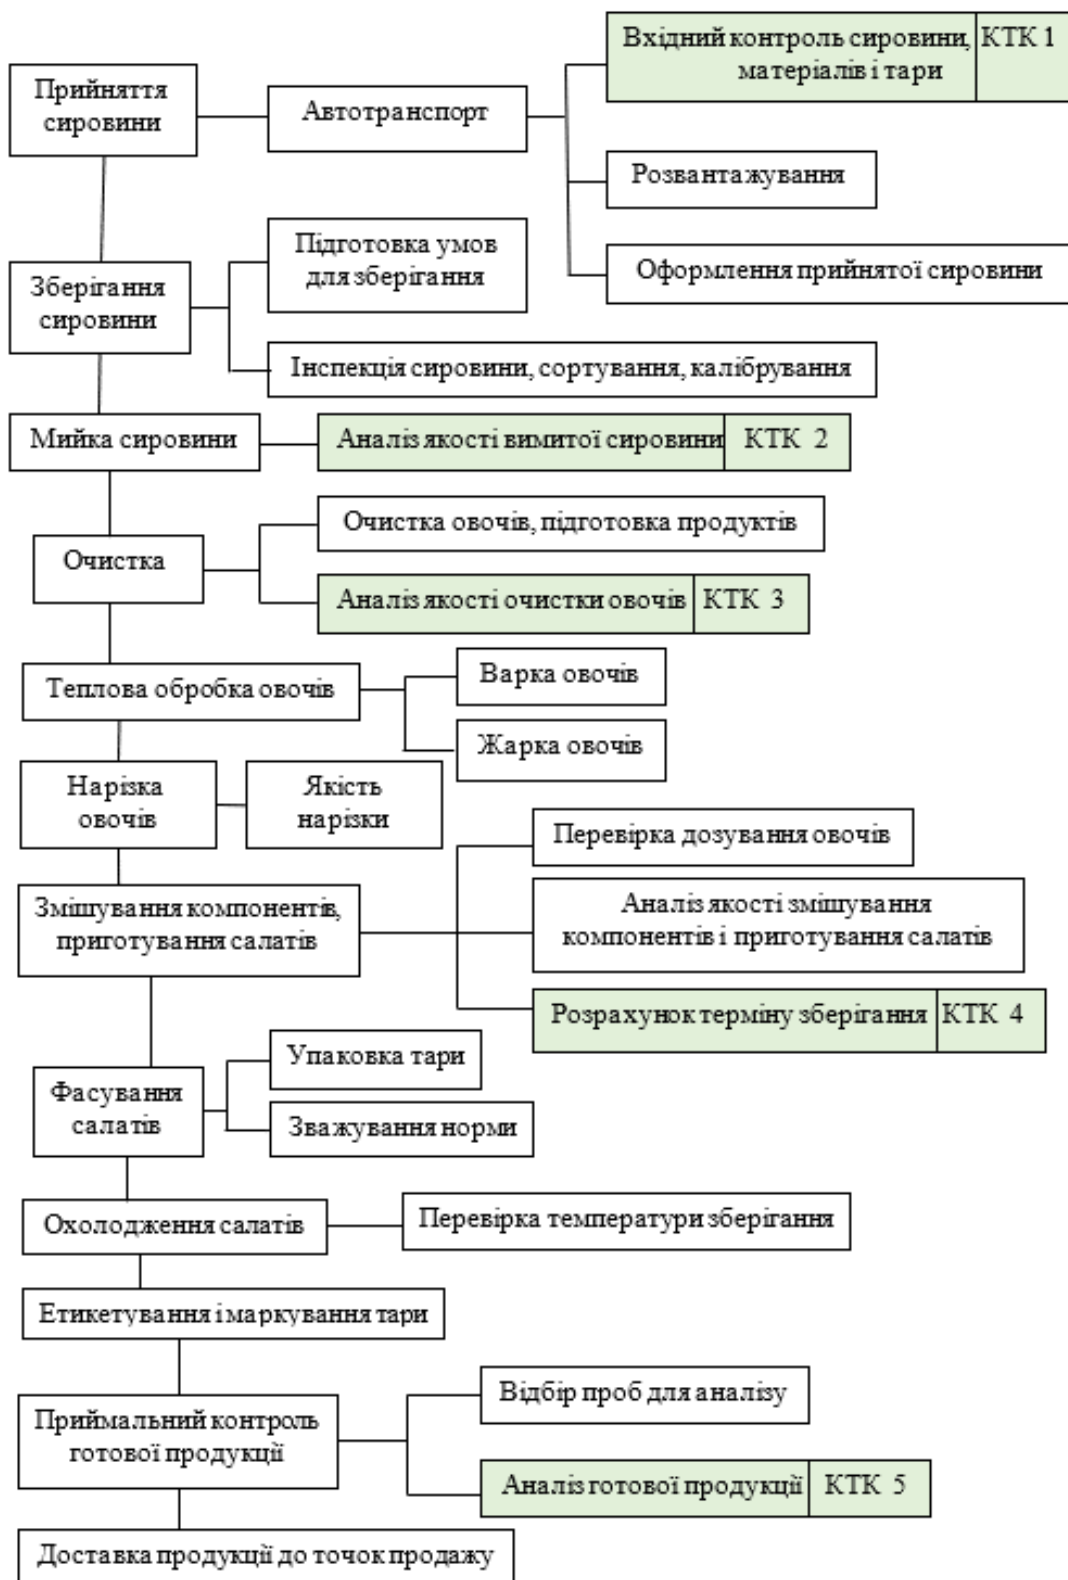 Вхідний контроль сировини,
матеріалів і тари
КТК 1
Прийняття
сировини
Автотранспорт
Розвантажування
Оформлення прийнятої сировини
Підготовка умов
для зберігання
Зберігання
сировини
Інспекція сировини, сортування, калібрування
Мийка сировини
Аналіз якості вимитої сировини
КТК 2
Очистка овочів, підготовка продуктів
Очистка
Аналіз якості очистки овочів
КТК 3
Теплова обробка овочів
Варка овочів
Жарка овочів
Нарізка
овочів
Якість
нарізки
Перевірка дозування овочів
Змішування компонентів,
приготування салатів
Аналіз якості змішування
компонентів і приготування салатів
Розрахунок терміну зберігання
КТК 4
Упаковка тари
Фасування
салатів
Зважування норми
Охолодження салатів
Перевірка температури зберігання
Етикетування і маркування тари
Відбір проб для аналізу
Приймальний контроль
готової продукції
Аналіз готової продукції
КТК 5
Доставка продукції до точок продажу